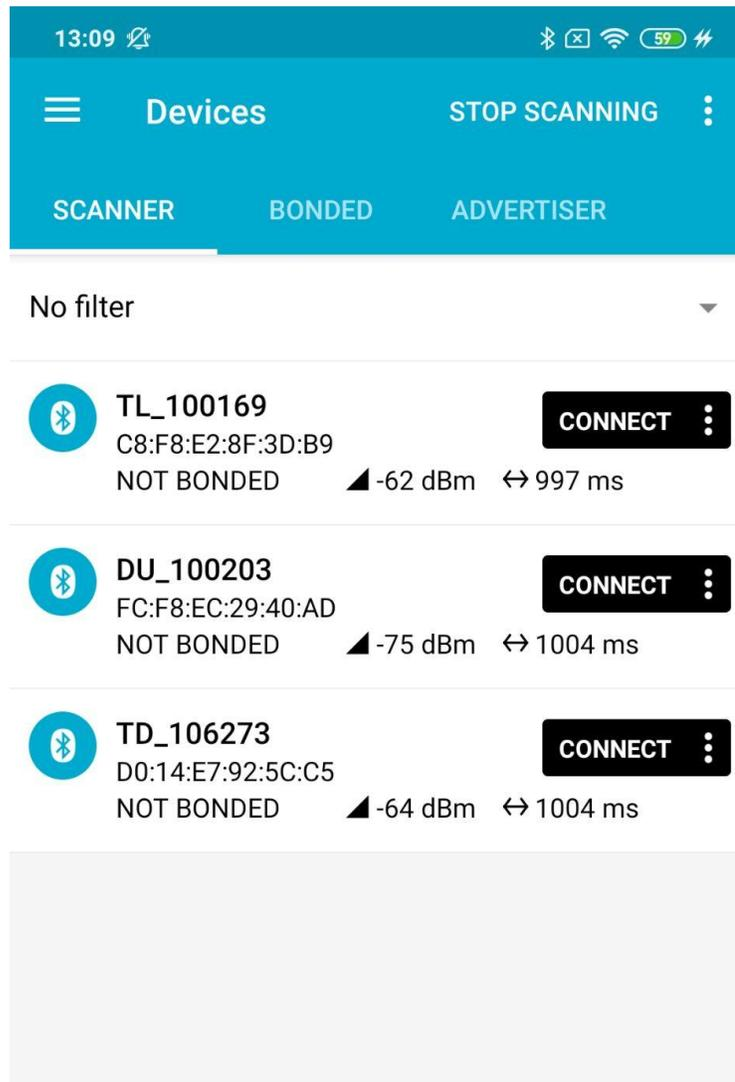 13:09 59
Devices STOP SCANNING
SCANNER BONDED ADVERTISER
No filter
TL_100169
CONNECT
C8:F8:E2:8F:3D:B9
NOT BONDED -62 dBm 997 ms
DU_100203
CONNECT
FC:F8:EC:29:40:AD
NOT BONDED -75 dBm 1004 ms
TD_106273
CONNECT
D0:14:E7:92:5C:C5
NOT BONDED -64 dBm 1004 ms